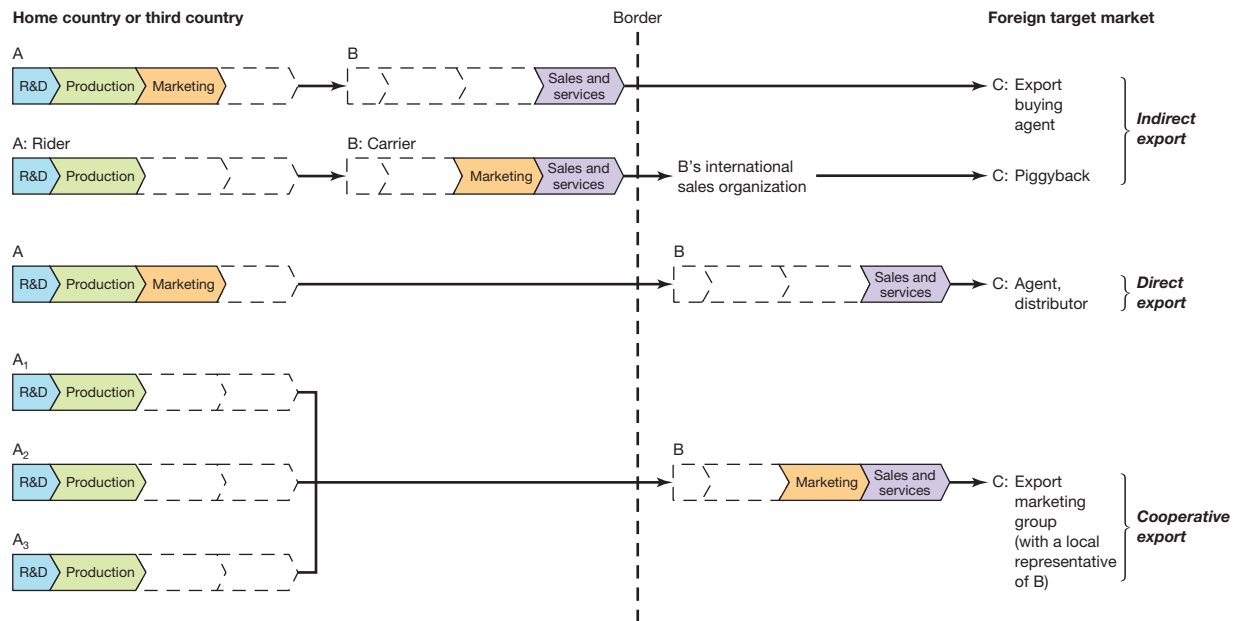 Home country or third country
Border
Foreign target market
A
B
R&D
Production
Marketing
Sales and
services
C: Export
buying
agent
Indirect
export
A: Rider
B: Carrier
R&D
Production
Marketing
Sales and
services
B's international
sales organization
C: Piggyback
A
B
R&D
Production
Marketing
Sales and
services
C: Agent,
distributor
Direct
export
A1
R&D
Production
A2
B
R&D
Production
Marketing
Sales and
services
C: Export
marketing
group
(with a local
representative
of B)
Cooperative
export
A3
R&D
Production